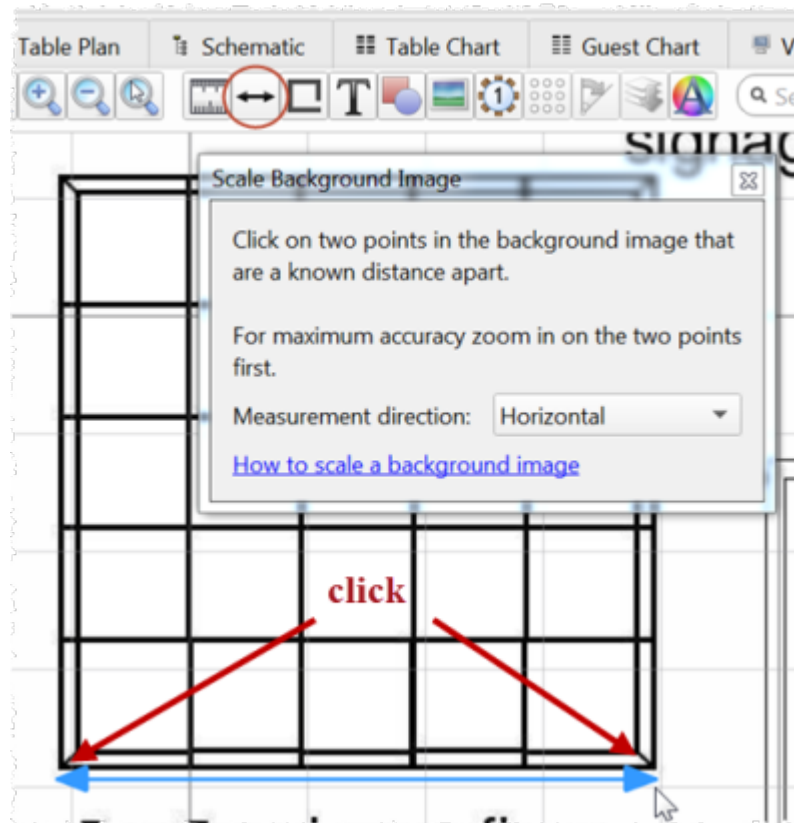 Table Plan Schematic Table Chart Guest Chart V
T 1 A Se
signag
Scale Background Image
Click on two points in the background image that
are a known distance apart.
For maximum accuracy zoom in on the two points
first.
Measurement direction: Horizontal
How to scale a background image
click